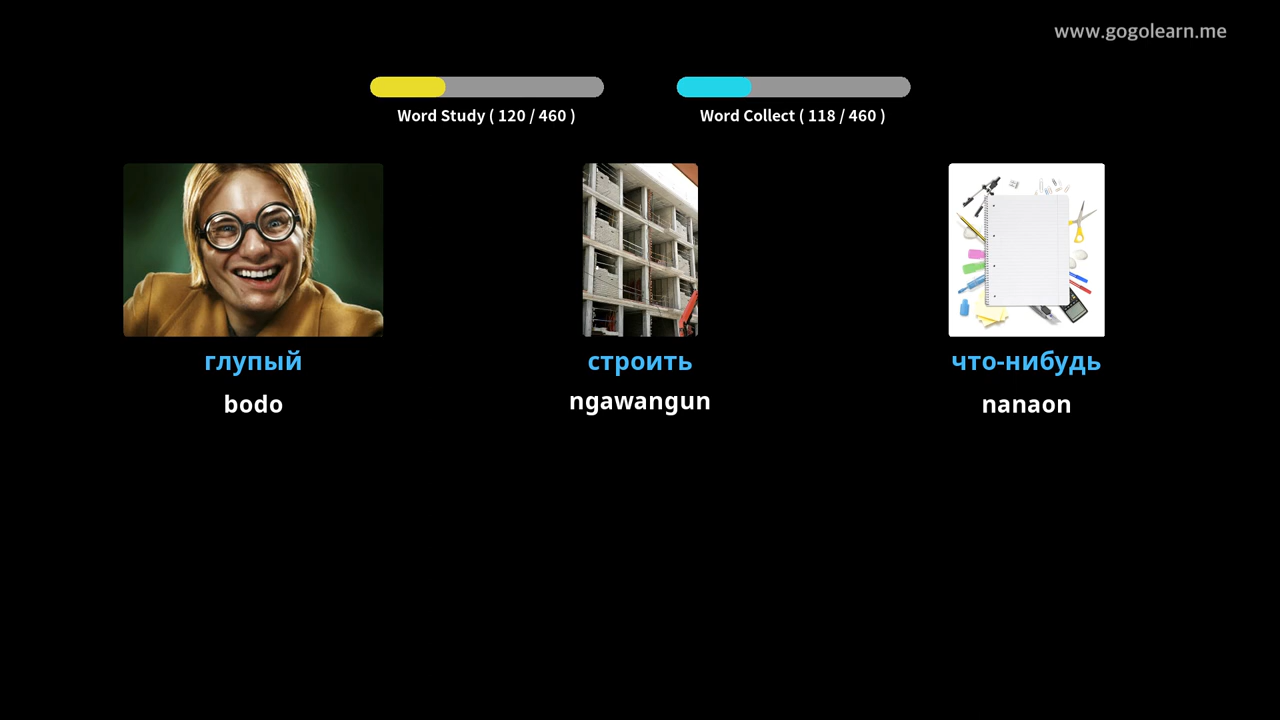 www.gogolearn.me
Word Study ( 120 / 460 )
Word Collect ( 118 / 460 )
глупый
строить
что-нибудь
bodo
ngawangun
nanaon